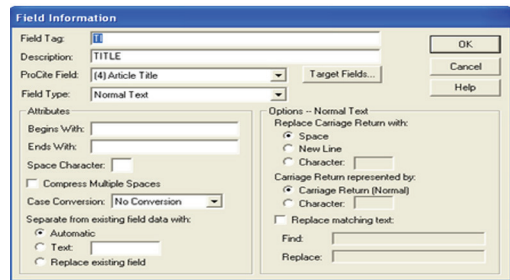 Field Information
Field Tag: TI
Description: TITLE
ProCite Field: (4) Article Title
Target Fields...
Field Type: Normal Text
OK
Cancel
Help
Attributes
Begins With:
Ends With:
Space Character:
Compress Multiple Spaces
Case Conversion: No Conversion
Separate from existing field data with:
Automatic
Text:
Replace existing field
Options -- Normal Text
Replace Carriage Return with:
Space
New Line
Character:
Carriage Return represented by:
Carriage Return (Normal)
Character:
Replace matching text:
Find:
Replace: